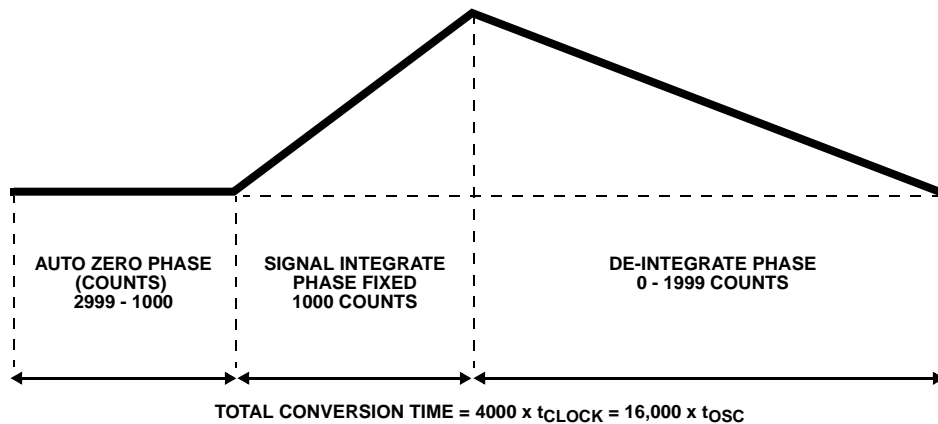 AUTO ZERO PHASE
(COUNTS)
2999 - 1000
SIGNAL INTEGRATE
PHASE FIXED
1000 COUNTS
DE-INTEGRATE PHASE
0 - 1999 COUNTS
TOTAL CONVERSION TIME = 4000 x tCLOCK = 16,000 x tOSC